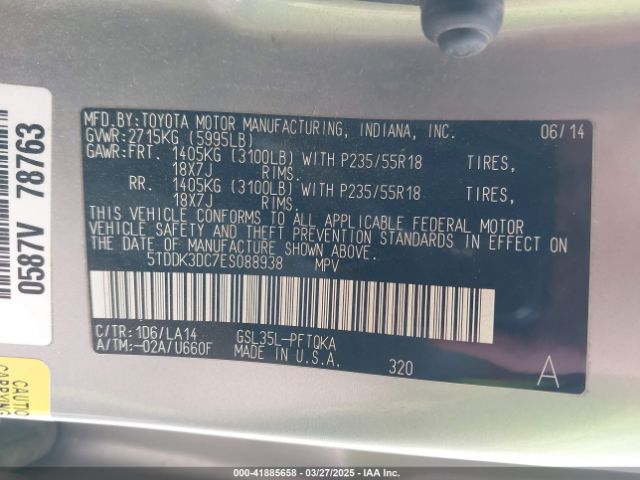 MFD.BY:TOYOTA MOTOR MANUFACTURING, INDIANA, INC. 06/14
GVWR:2715KG (5995LB)
GAWR:FRT. 1405KG (3100LB) WITH P235/55R18 TIRES,
18X7J RIMS.
RR. 1405KG (3100LB) WITH P235/55R18 TIRES,
18X7J RIMS.
THIS VEHICLE CONFORMS TO ALL APPLICABLE FEDERAL MOTOR
VEHICLE SAFETY AND THEFT PREVENTION STANDARDS IN EFFECT ON
THE DATE OF MANUFACTURE SHOWN ABOVE.
5TDDK3DC7ES088938 MPV
C/TR:1D6/LA14 GSL35L-PFTQKA
A/TM:-02A/U660F MADE IN U.S.A. 320 A
0587V 78763
CAUTIO
CARRYING
000-41885658 | 03/27/2025 | IAA Inc.